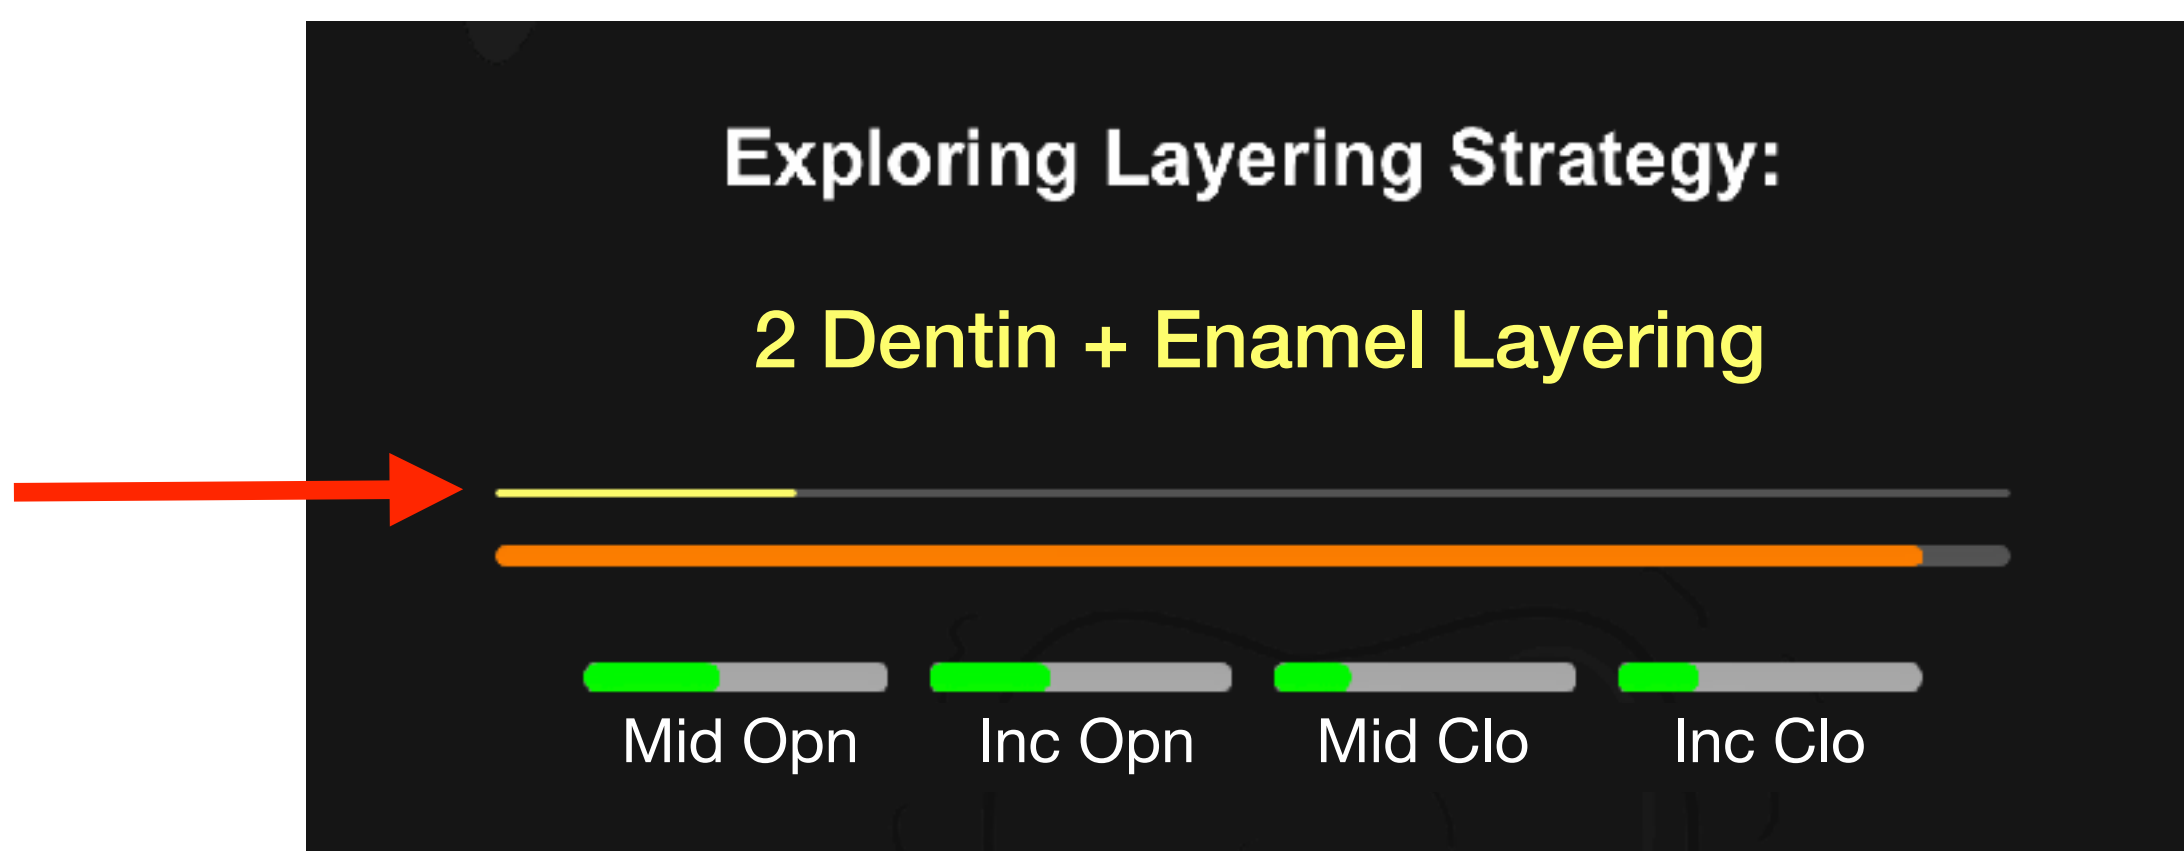 Exploring Layering Strategy:
2 Dentin + Enamel Layering
Mid Opn Inc Opn Mid Clo Inc Clo